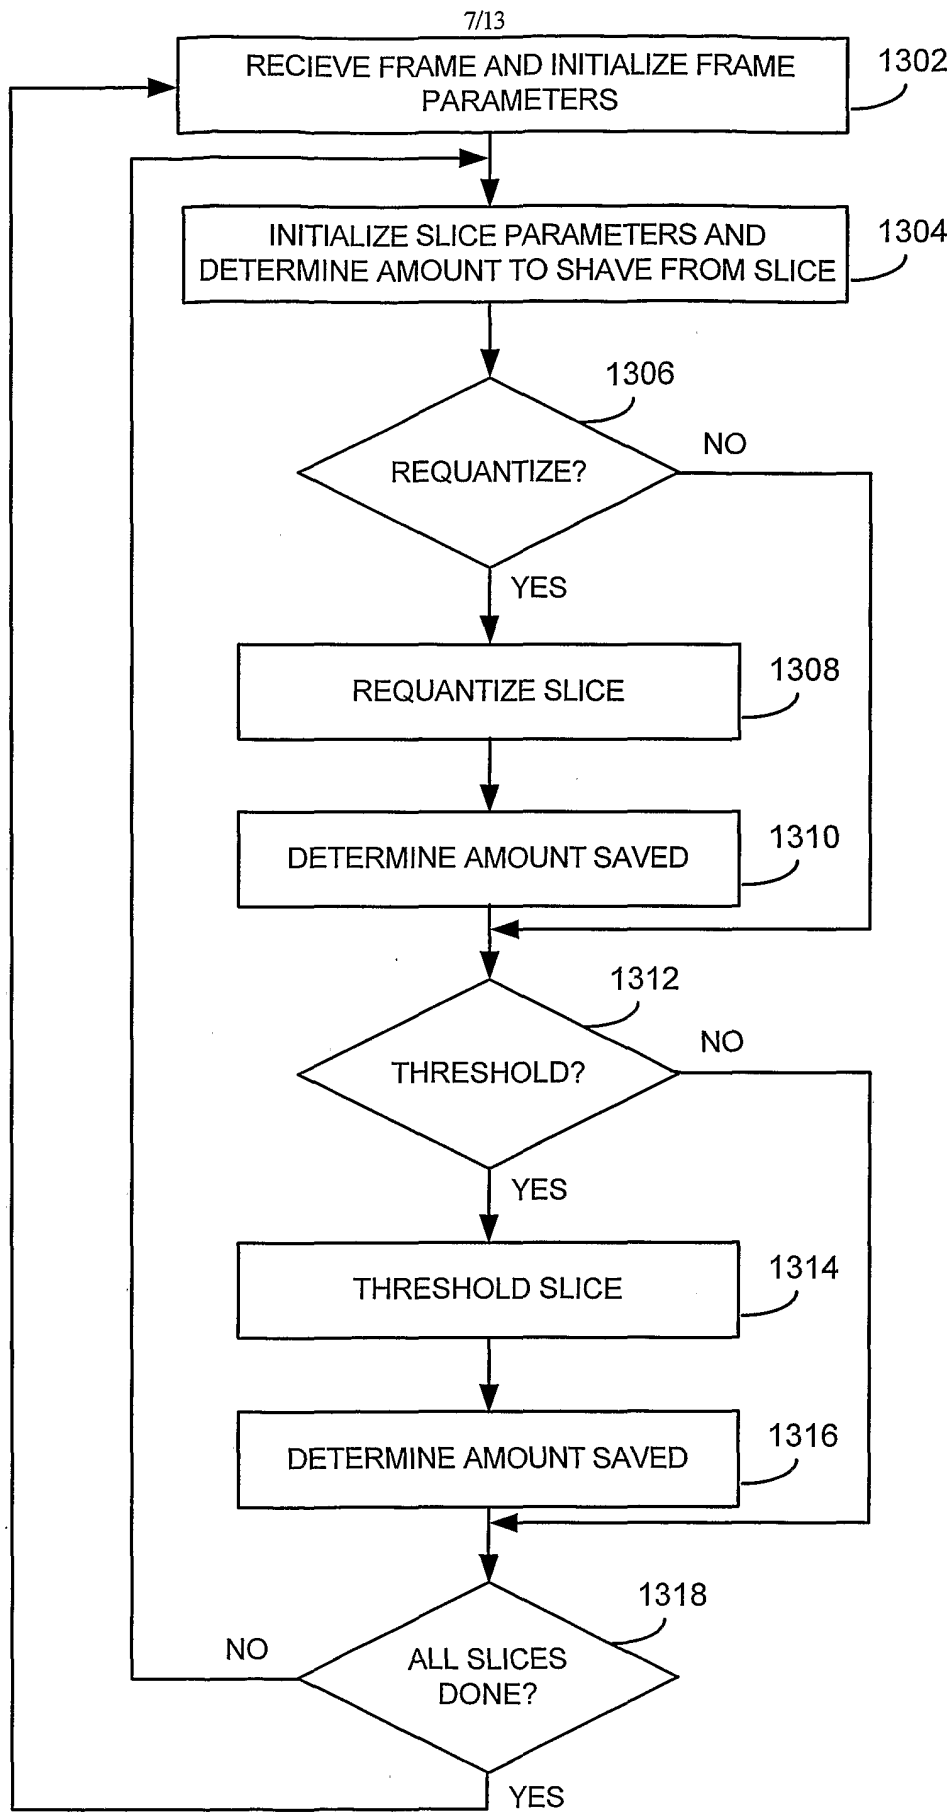 7/13
RECIEVE FRAME AND INITIALIZE FRAME
PARAMETERS
1302
INITIALIZE SLICE PARAMETERS AND
DETERMINE AMOUNT TO SHAVE FROM SLICE
1304
1306
REQUANTIZE?
NO
YES
REQUANTIZE SLICE
1308
DETERMINE AMOUNT SAVED
1310
1312
THRESHOLD?
NO
YES
THRESHOLD SLICE
1314
DETERMINE AMOUNT SAVED
1316
1318
ALL SLICES
DONE?
NO
YES